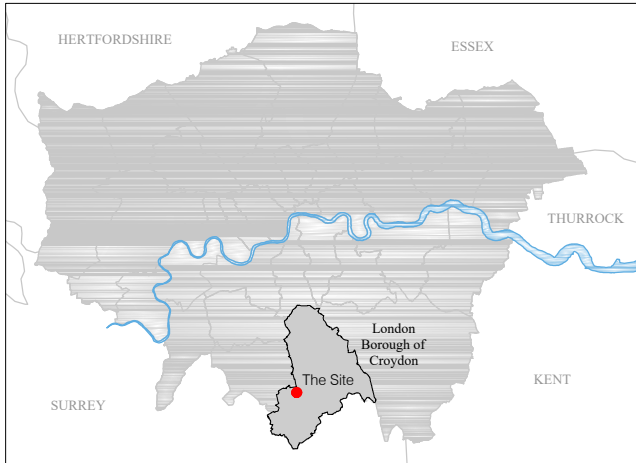 HERTFORDSHIRE
ESSEX
THURROCK
London
Borough of
Croydon
The Site
KENT
SURREY